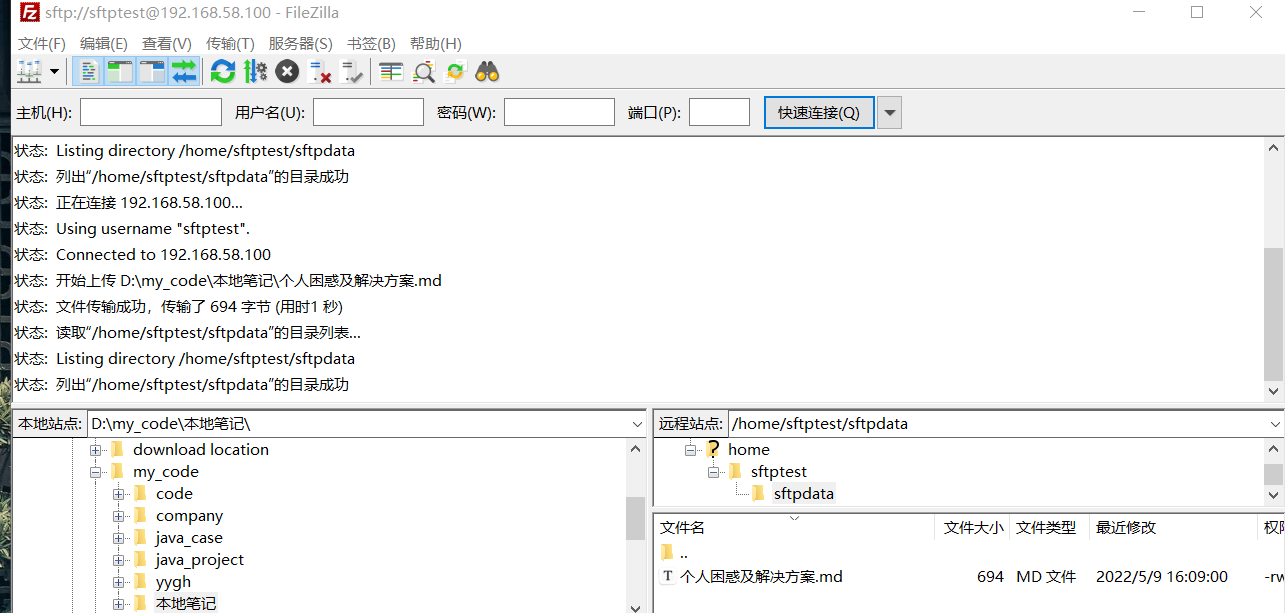 sftp://sftptest@192.168.58.100 - FileZilla
文件(F) 编辑(E) 查看(V) 传输(T) 服务器(S) 书签(B) 帮助(H)
主机(H): 用户名(U): 密码(W): 端口(P): 快速连接(Q)
状态: Listing directory /home/sftptest/sftpdata
状态: 列出“/home/sftptest/sftpdata”的目录成功
状态: 正在连接 192.168.58.100...
状态: Using username "sftptest".
状态: Connected to 192.168.58.100
状态: 开始上传 D:\my_code\本地笔记\个人困惑及解决方案.md
状态: 文件传输成功，传输了 694 字节 (用时1 秒)
状态: 读取“/home/sftptest/sftpdata”的目录列表...
状态: Listing directory /home/sftptest/sftpdata
状态: 列出“/home/sftptest/sftpdata”的目录成功
本地站点: D:\my_code\本地笔记\
download location
my_code
code
company
java_case
java_project
yygh
本地笔记
远程站点: /home/sftptest/sftpdata
home
sftptest
sftpdata
文件名 文件大小 文件类型 最近修改
..
个人困惑及解决方案.md 694 MD 文件 2022/5/9 16:09:00 -rw